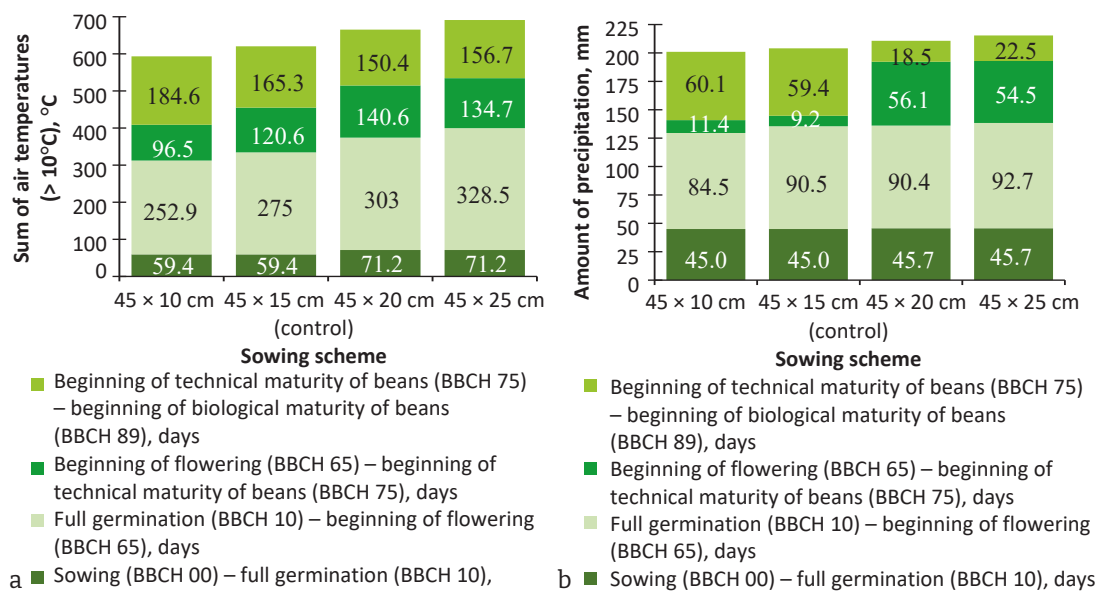 Sum of air temperatures
(> 10°C), °C
700
600
500
400
300
200
100
0
184.6
165.3
150.4
156.7
96.5
120.6
140.6
134.7
252.9
275
303
328.5
59.4
59.4
71.2
71.2
45 × 10 cm
45 × 15 cm
45 × 20 cm
45 × 25 cm
(control)
Sowing scheme
Beginning of technical maturity of beans (BBCH 75)
– beginning of biological maturity of beans
(BBCH 89), days
Beginning of flowering (BBCH 65) – beginning of
technical maturity of beans (BBCH 75), days
Full germination (BBCH 10) – beginning of flowering
(BBCH 65), days
a
Sowing (BBCH 00) – full germination (BBCH 10),
Amount of precipitation, mm
225
200
175
150
125
100
75
50
25
0
60.1
59.4
18.5
22.5
11.4
9.2
56.1
54.5
84.5
90.5
90.4
92.7
45.0
45.0
45.7
45.7
45 × 10 cm
45 × 15 cm
45 × 20 cm
45 × 25 cm
(control)
Sowing scheme
Beginning of technical maturity of beans (BBCH 75)
– beginning of biological maturity of beans
(BBCH 89), days
Beginning of flowering (BBCH 65) – beginning of
technical maturity of beans (BBCH 75), days
Full germination (BBCH 10) – beginning of flowering
(BBCH 65), days
b
Sowing (BBCH 00) – full germination (BBCH 10), days